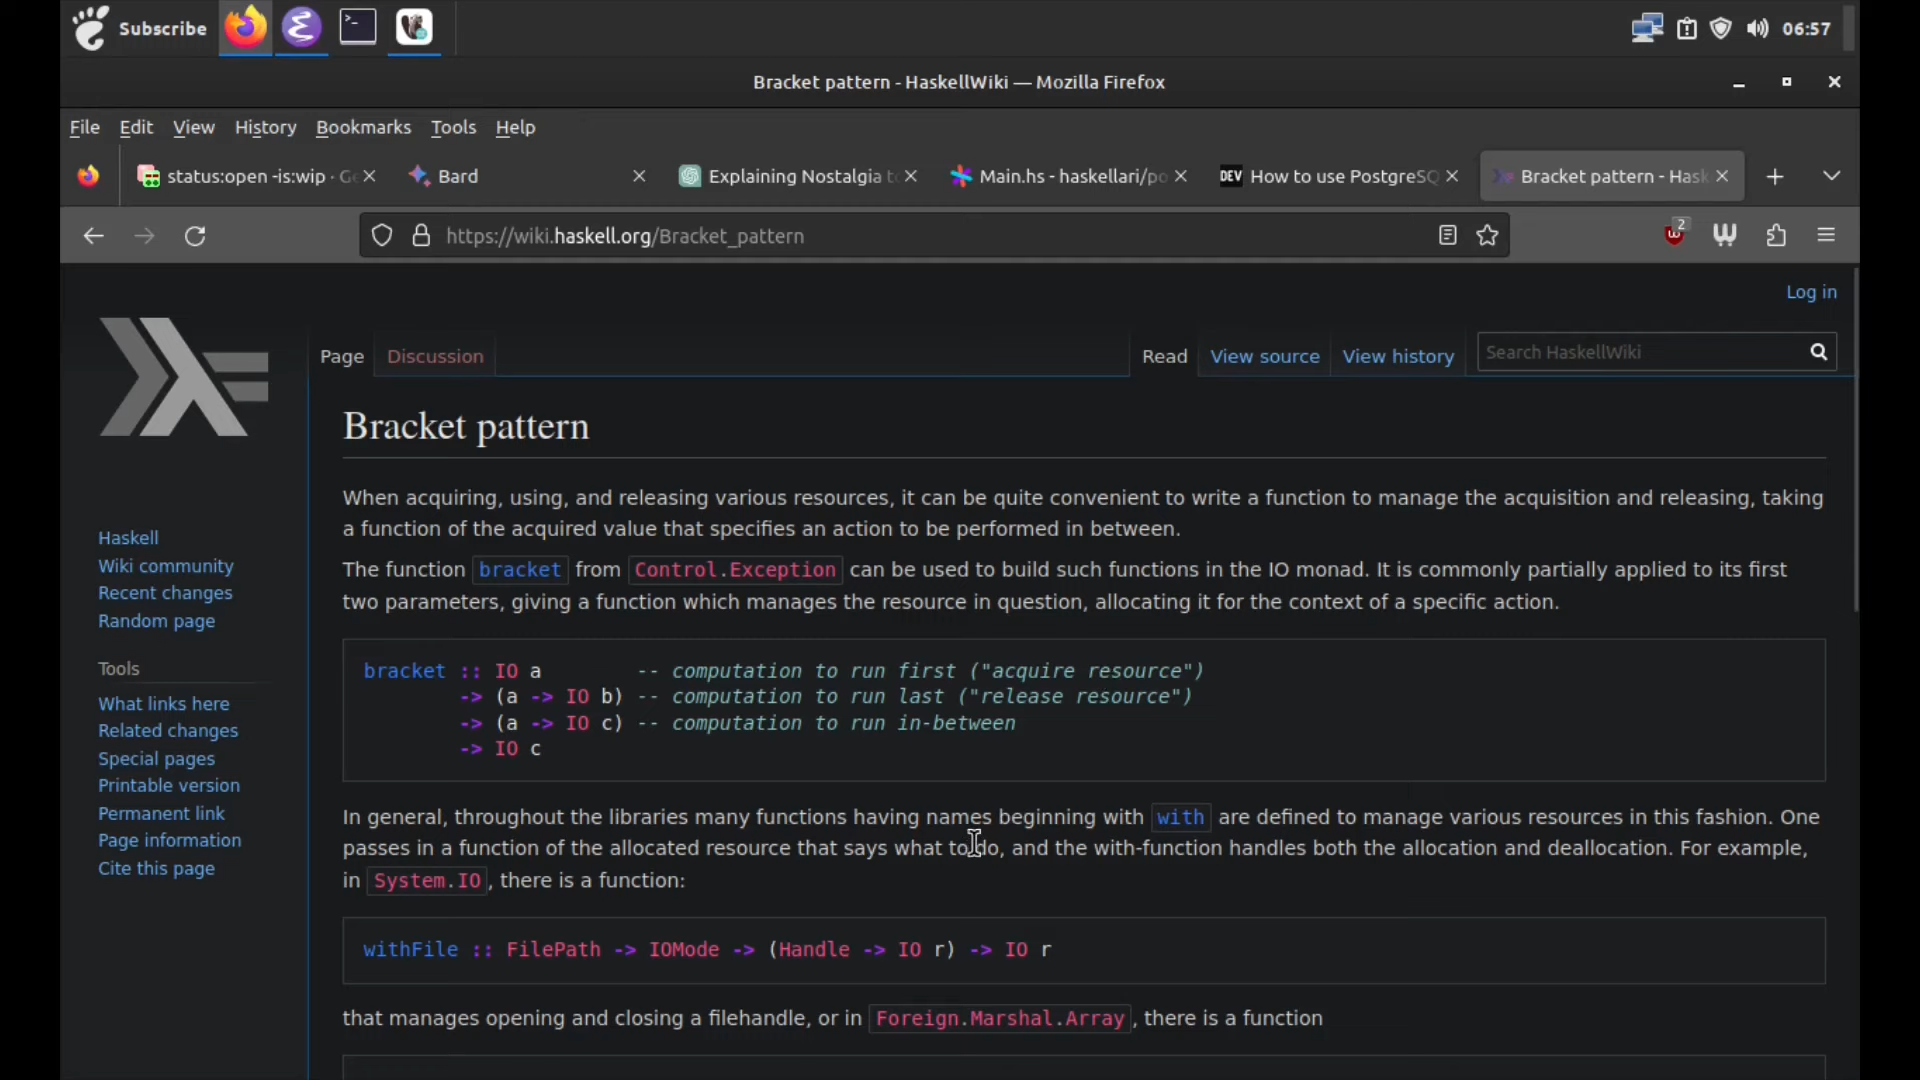 Subscribe
06:57
Bracket pattern - HaskellWiki — Mozilla Firefox
File Edit View History Bookmarks Tools Help
status:open -is:wip · Ge
Bard
Explaining Nostalgia to
Main.hs - haskellari/po
DEV How to use PostgreSQ
Bracket pattern - Hask
https://wiki.haskell.org/Bracket_pattern
2
Log in
Page Discussion Read View source View history Search HaskellWiki
Bracket pattern
When acquiring, using, and releasing various resources, it can be quite convenient to write a function to manage the acquisition and releasing, taking
a function of the acquired value that specifies an action to be performed in between.
The function bracket from Control.Exception can be used to build such functions in the IO monad. It is commonly partially applied to its first
two parameters, giving a function which manages the resource in question, allocating it for the context of a specific action.
bracket :: IO a        -- computation to run first ("acquire resource")
        -> (a -> IO b) -- computation to run last ("release resource")
        -> (a -> IO c) -- computation to run in-between
        -> IO c
In general, throughout the libraries many functions having names beginning with with are defined to manage various resources in this fashion. One
passes in a function of the allocated resource that says what to do, and the with-function handles both the allocation and deallocation. For example,
in System.IO, there is a function:
withFile :: FilePath -> IOMode -> (Handle -> IO r) -> IO r
that manages opening and closing a filehandle, or in Foreign.Marshal.Array, there is a function
Haskell
Wiki community
Recent changes
Random page
Tools
What links here
Related changes
Special pages
Printable version
Permanent link
Page information
Cite this page